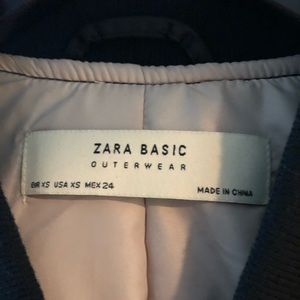 ZARA BASIC
OUTERWEAR
EUR XS USA XS MEX 24
MADE IN CHINA